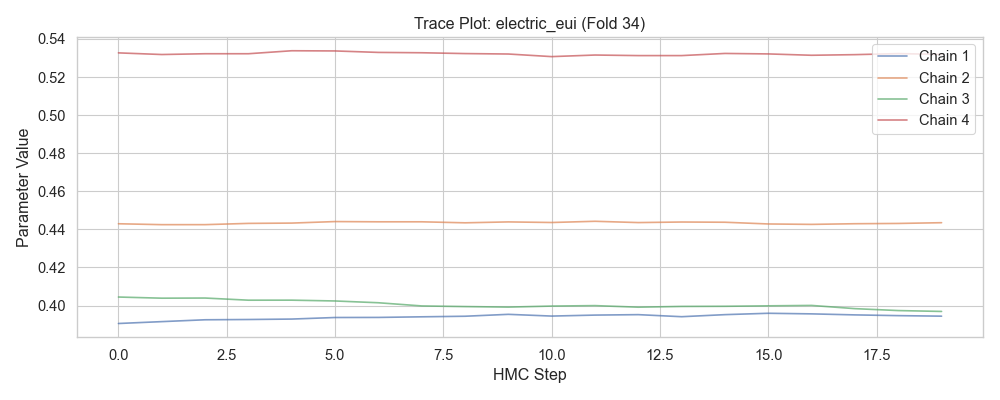 Trace Plot: electric_eui (Fold 34)
Parameter Value
0.54
0.52
0.50
0.48
0.46
0.44
0.42
0.40
Chain 1
Chain 2
Chain 3
Chain 4
0.0 2.5 5.0 7.5 10.0 12.5 15.0 17.5
HMC Step